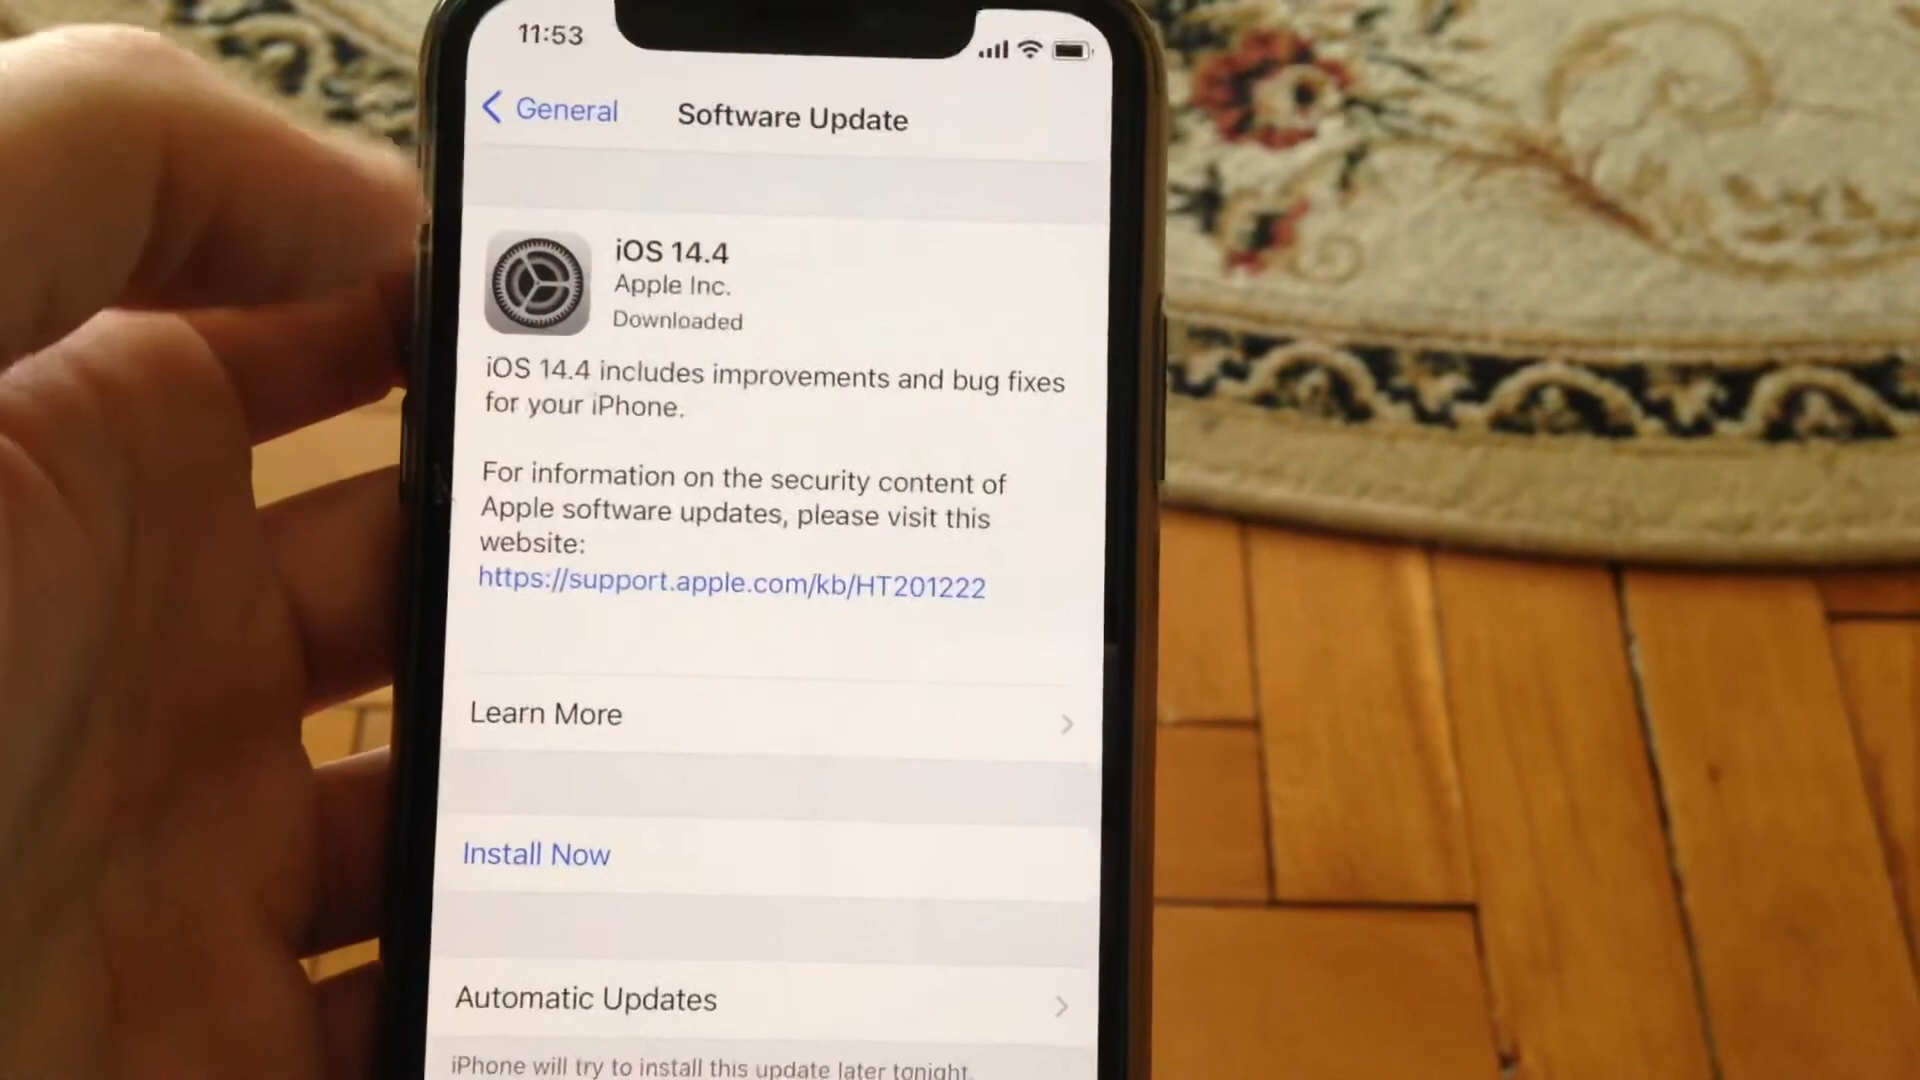 11:53
General
Software Update
iOS 14.4
Apple Inc.
Downloaded
iOS 14.4 includes improvements and bug fixes
for your iPhone.
For information on the security content of
Apple software updates, please visit this
website:
https://support.apple.com/kb/HT201222
Learn More
Install Now
Automatic Updates
iPhone will try to install this update later tonight.